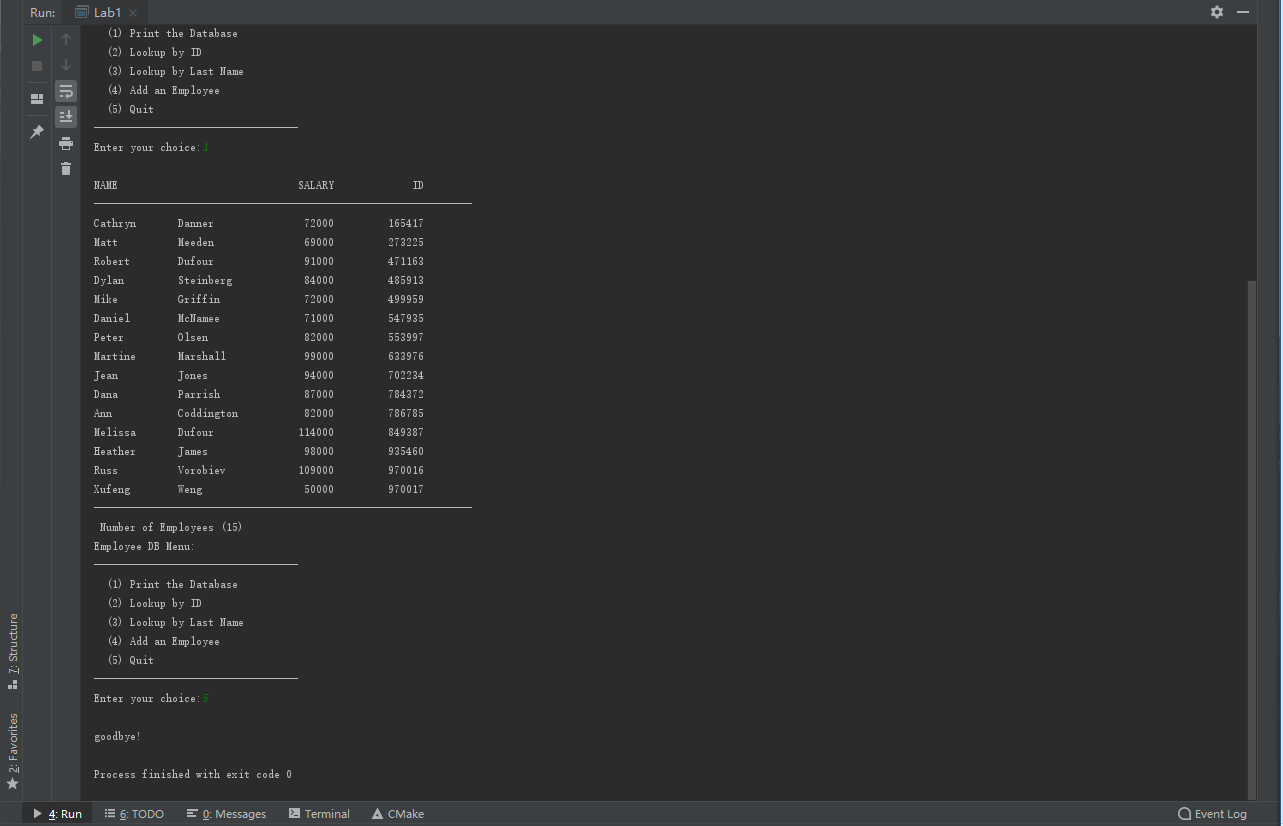 Run: Lab1
(1) Print the Database
(2) Lookup by ID
(3) Lookup by Last Name
(4) Add an Employee
(5) Quit
Enter your choice:1
NAME SALARY ID
Cathryn Danner 72000 165417
Matt Meeden 69000 273225
Robert Dufour 91000 471163
Dylan Steinberg 84000 485913
Mike Griffin 72000 499959
Daniel McNamee 71000 547935
Peter Olsen 82000 553997
Martine Marshall 99000 633976
Jean Jones 94000 702234
Dana Parrish 87000 784372
Ann Coddington 82000 786785
Melissa Dufour 114000 849387
Heather James 98000 935460
Russ Vorobiev 109000 970016
Xufeng Weng 50000 970017
Number of Employees (15)
Employee DB Menu:
(1) Print the Database
(2) Lookup by ID
(3) Lookup by Last Name
(4) Add an Employee
(5) Quit
Enter your choice:5
goodbye!
Process finished with exit code 0
7: Structure
2: Favorites
4: Run 6: TODO 0: Messages Terminal CMake Event Log